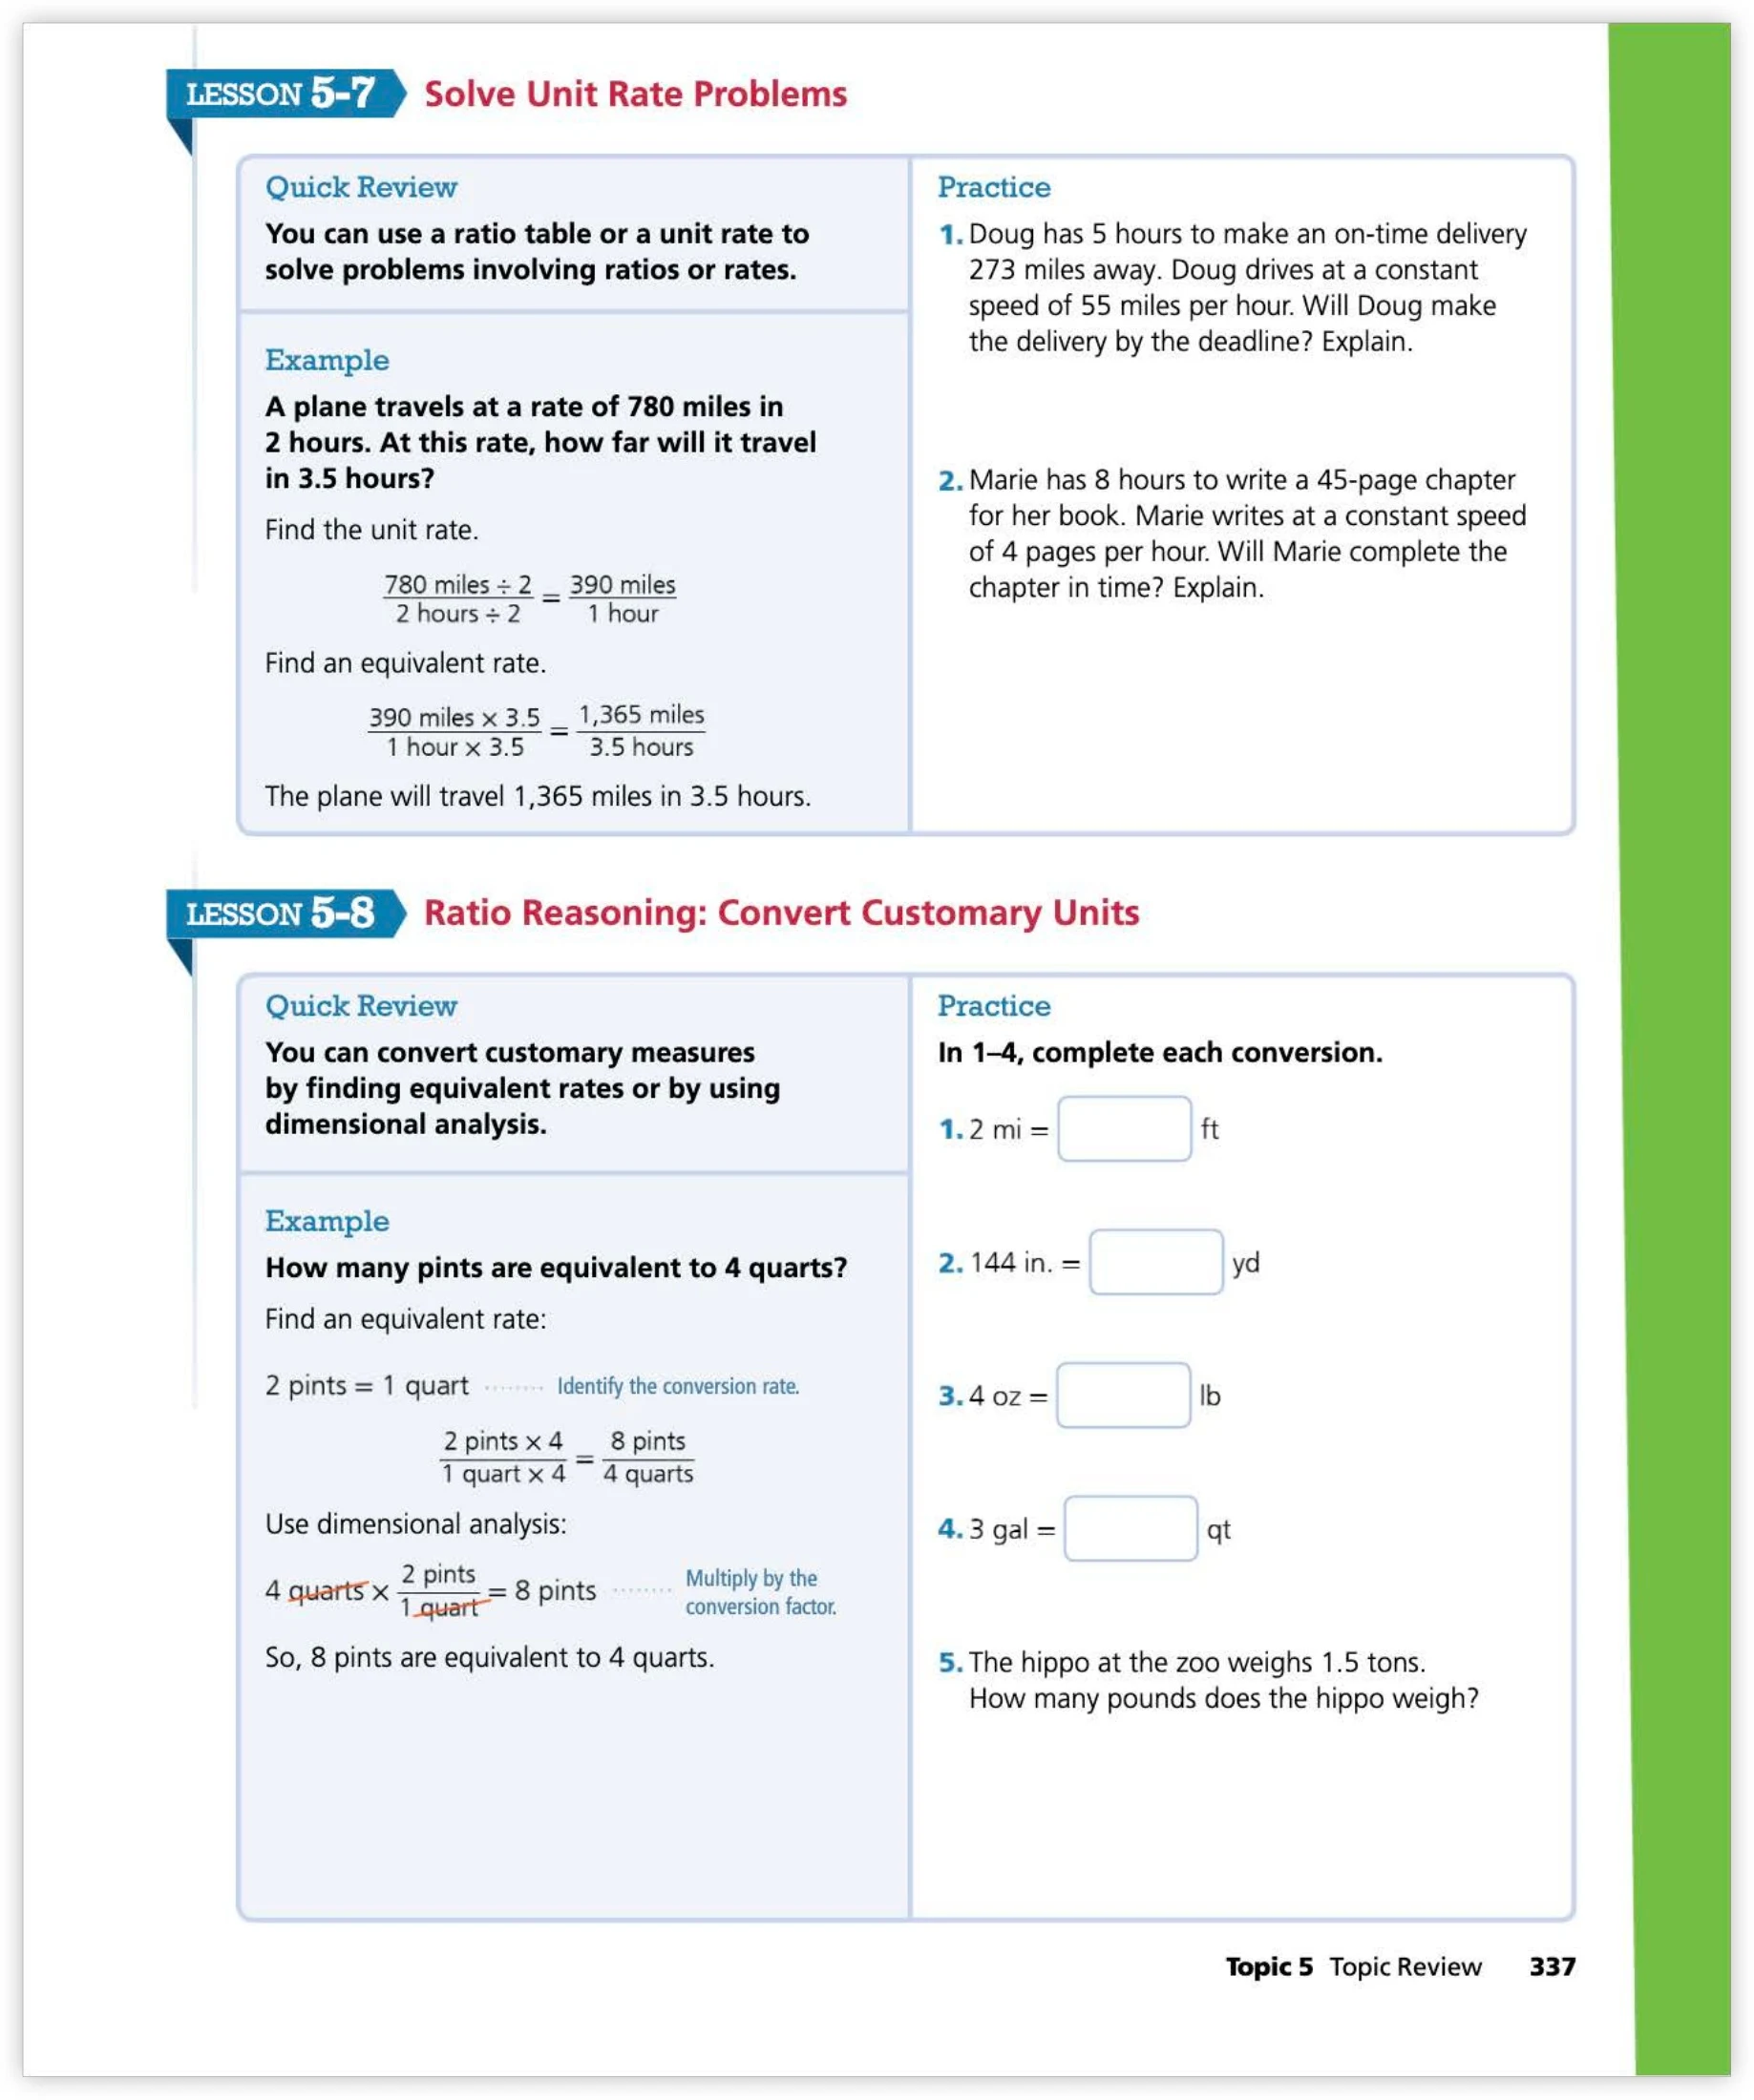 LESSON 5-7 Solve Unit Rate Problems
Quick Review
You can use a ratio table or a unit rate to
solve problems involving ratios or rates.
Example
A plane travels at a rate of 780 miles in
2 hours. At this rate, how far will it travel
in 3.5 hours?
Find the unit rate.
780 miles ÷ 2 / 2 hours ÷ 2 = 390 miles / 1 hour
Find an equivalent rate.
390 miles × 3.5 / 1 hour × 3.5 = 1,365 miles / 3.5 hours
The plane will travel 1,365 miles in 3.5 hours.
Practice
1. Doug has 5 hours to make an on-time delivery
273 miles away. Doug drives at a constant
speed of 55 miles per hour. Will Doug make
the delivery by the deadline? Explain.
2. Marie has 8 hours to write a 45-page chapter
for her book. Marie writes at a constant speed
of 4 pages per hour. Will Marie complete the
chapter in time? Explain.
LESSON 5-8 Ratio Reasoning: Convert Customary Units
Quick Review
You can convert customary measures
by finding equivalent rates or by using
dimensional analysis.
Example
How many pints are equivalent to 4 quarts?
Find an equivalent rate:
2 pints = 1 quart ........ Identify the conversion rate.
2 pints × 4 / 1 quart × 4 = 8 pints / 4 quarts
Use dimensional analysis:
4 quarts × 2 pints / 1 quart = 8 pints ........ Multiply by the
conversion factor.
So, 8 pints are equivalent to 4 quarts.
Practice
In 1–4, complete each conversion.
1. 2 mi = ft
2. 144 in. = yd
3. 4 oz = lb
4. 3 gal = qt
5. The hippo at the zoo weighs 1.5 tons.
How many pounds does the hippo weigh?
Topic 5 Topic Review 337